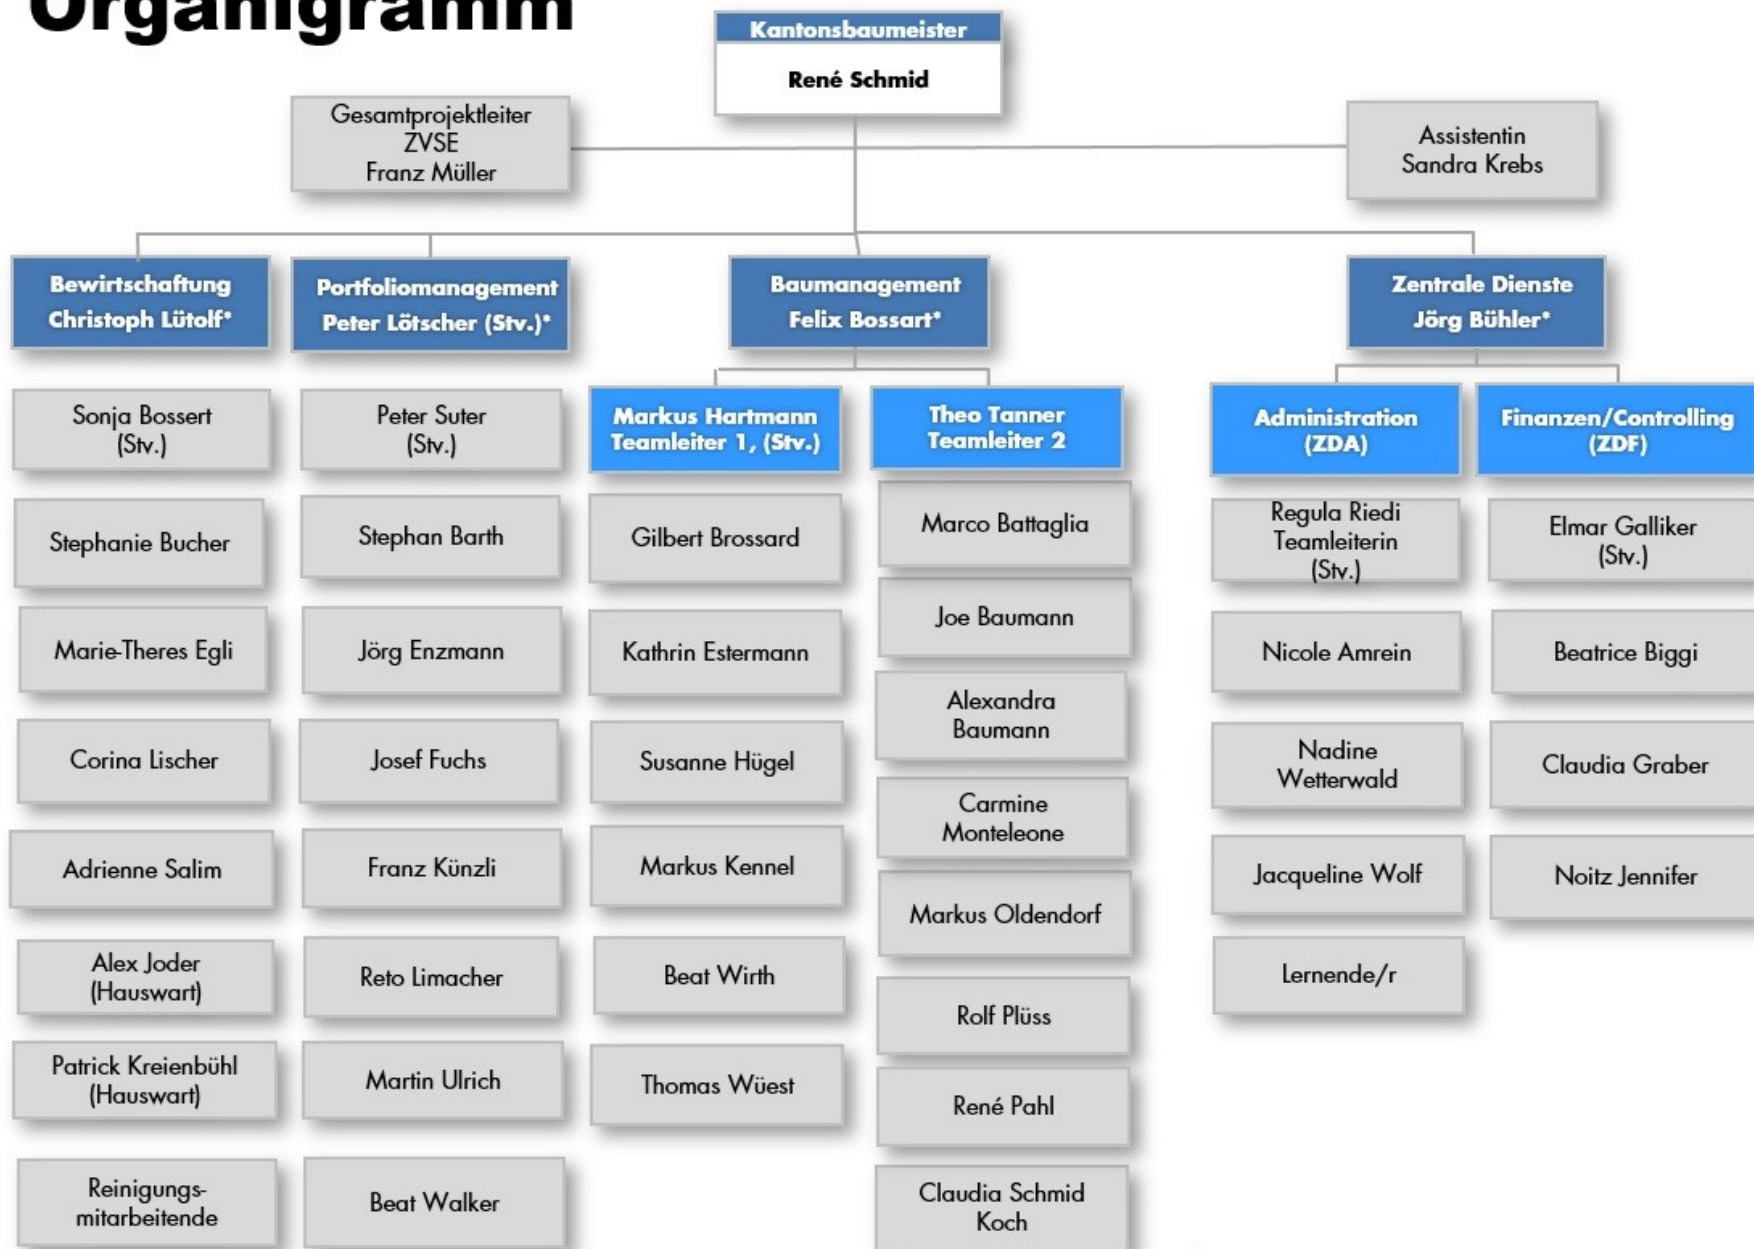 Organigramm
Kantonsbaumeister
René Schmid
Gesamtprojektleiter
ZVSE
Franz Müller
Assistentin
Sandra Krebs
Bewirtschaftung
Christoph Lütolf*
Sonja Bossert
(Stv.)
Stephanie Bucher
Marie-Theres Egli
Corina Lischer
Adrienne Salim
Alex Joder
(Hauswart)
Patrick Kreienbühl
(Hauswart)
Reinigungs-
mitarbeitende
Portfoliomanagement
Peter Lötscher (Stv.)*
Peter Suter
(Stv.)
Stephan Barth
Jörg Enzmann
Josef Fuchs
Franz Künzli
Reto Limacher
Martin Ulrich
Beat Walker
Baumanagement
Felix Bossart*
Markus Hartmann
Teamleiter 1, (Stv.)
Gilbert Brossard
Kathrin Estermann
Susanne Hügel
Markus Kennel
Beat Wirth
Thomas Wüest
Theo Tanner
Teamleiter 2
Marco Battaglia
Joe Baumann
Alexandra
Baumann
Carmine
Monteleone
Markus Oldendorf
Rolf Plüss
René Pahl
Claudia Schmid
Koch
Zentrale Dienste
Jörg Bühler*
Administration
(ZDA)
Regula Riedi
Teamleiterin
(Stv.)
Nicole Amrein
Nadine
Wetterwald
Jacqueline Wolf
Lernende/r
Finanzen/Controlling
(ZDF)
Elmar Galliker
(Stv.)
Beatrice Biggi
Claudia Graber
Noitz Jennifer